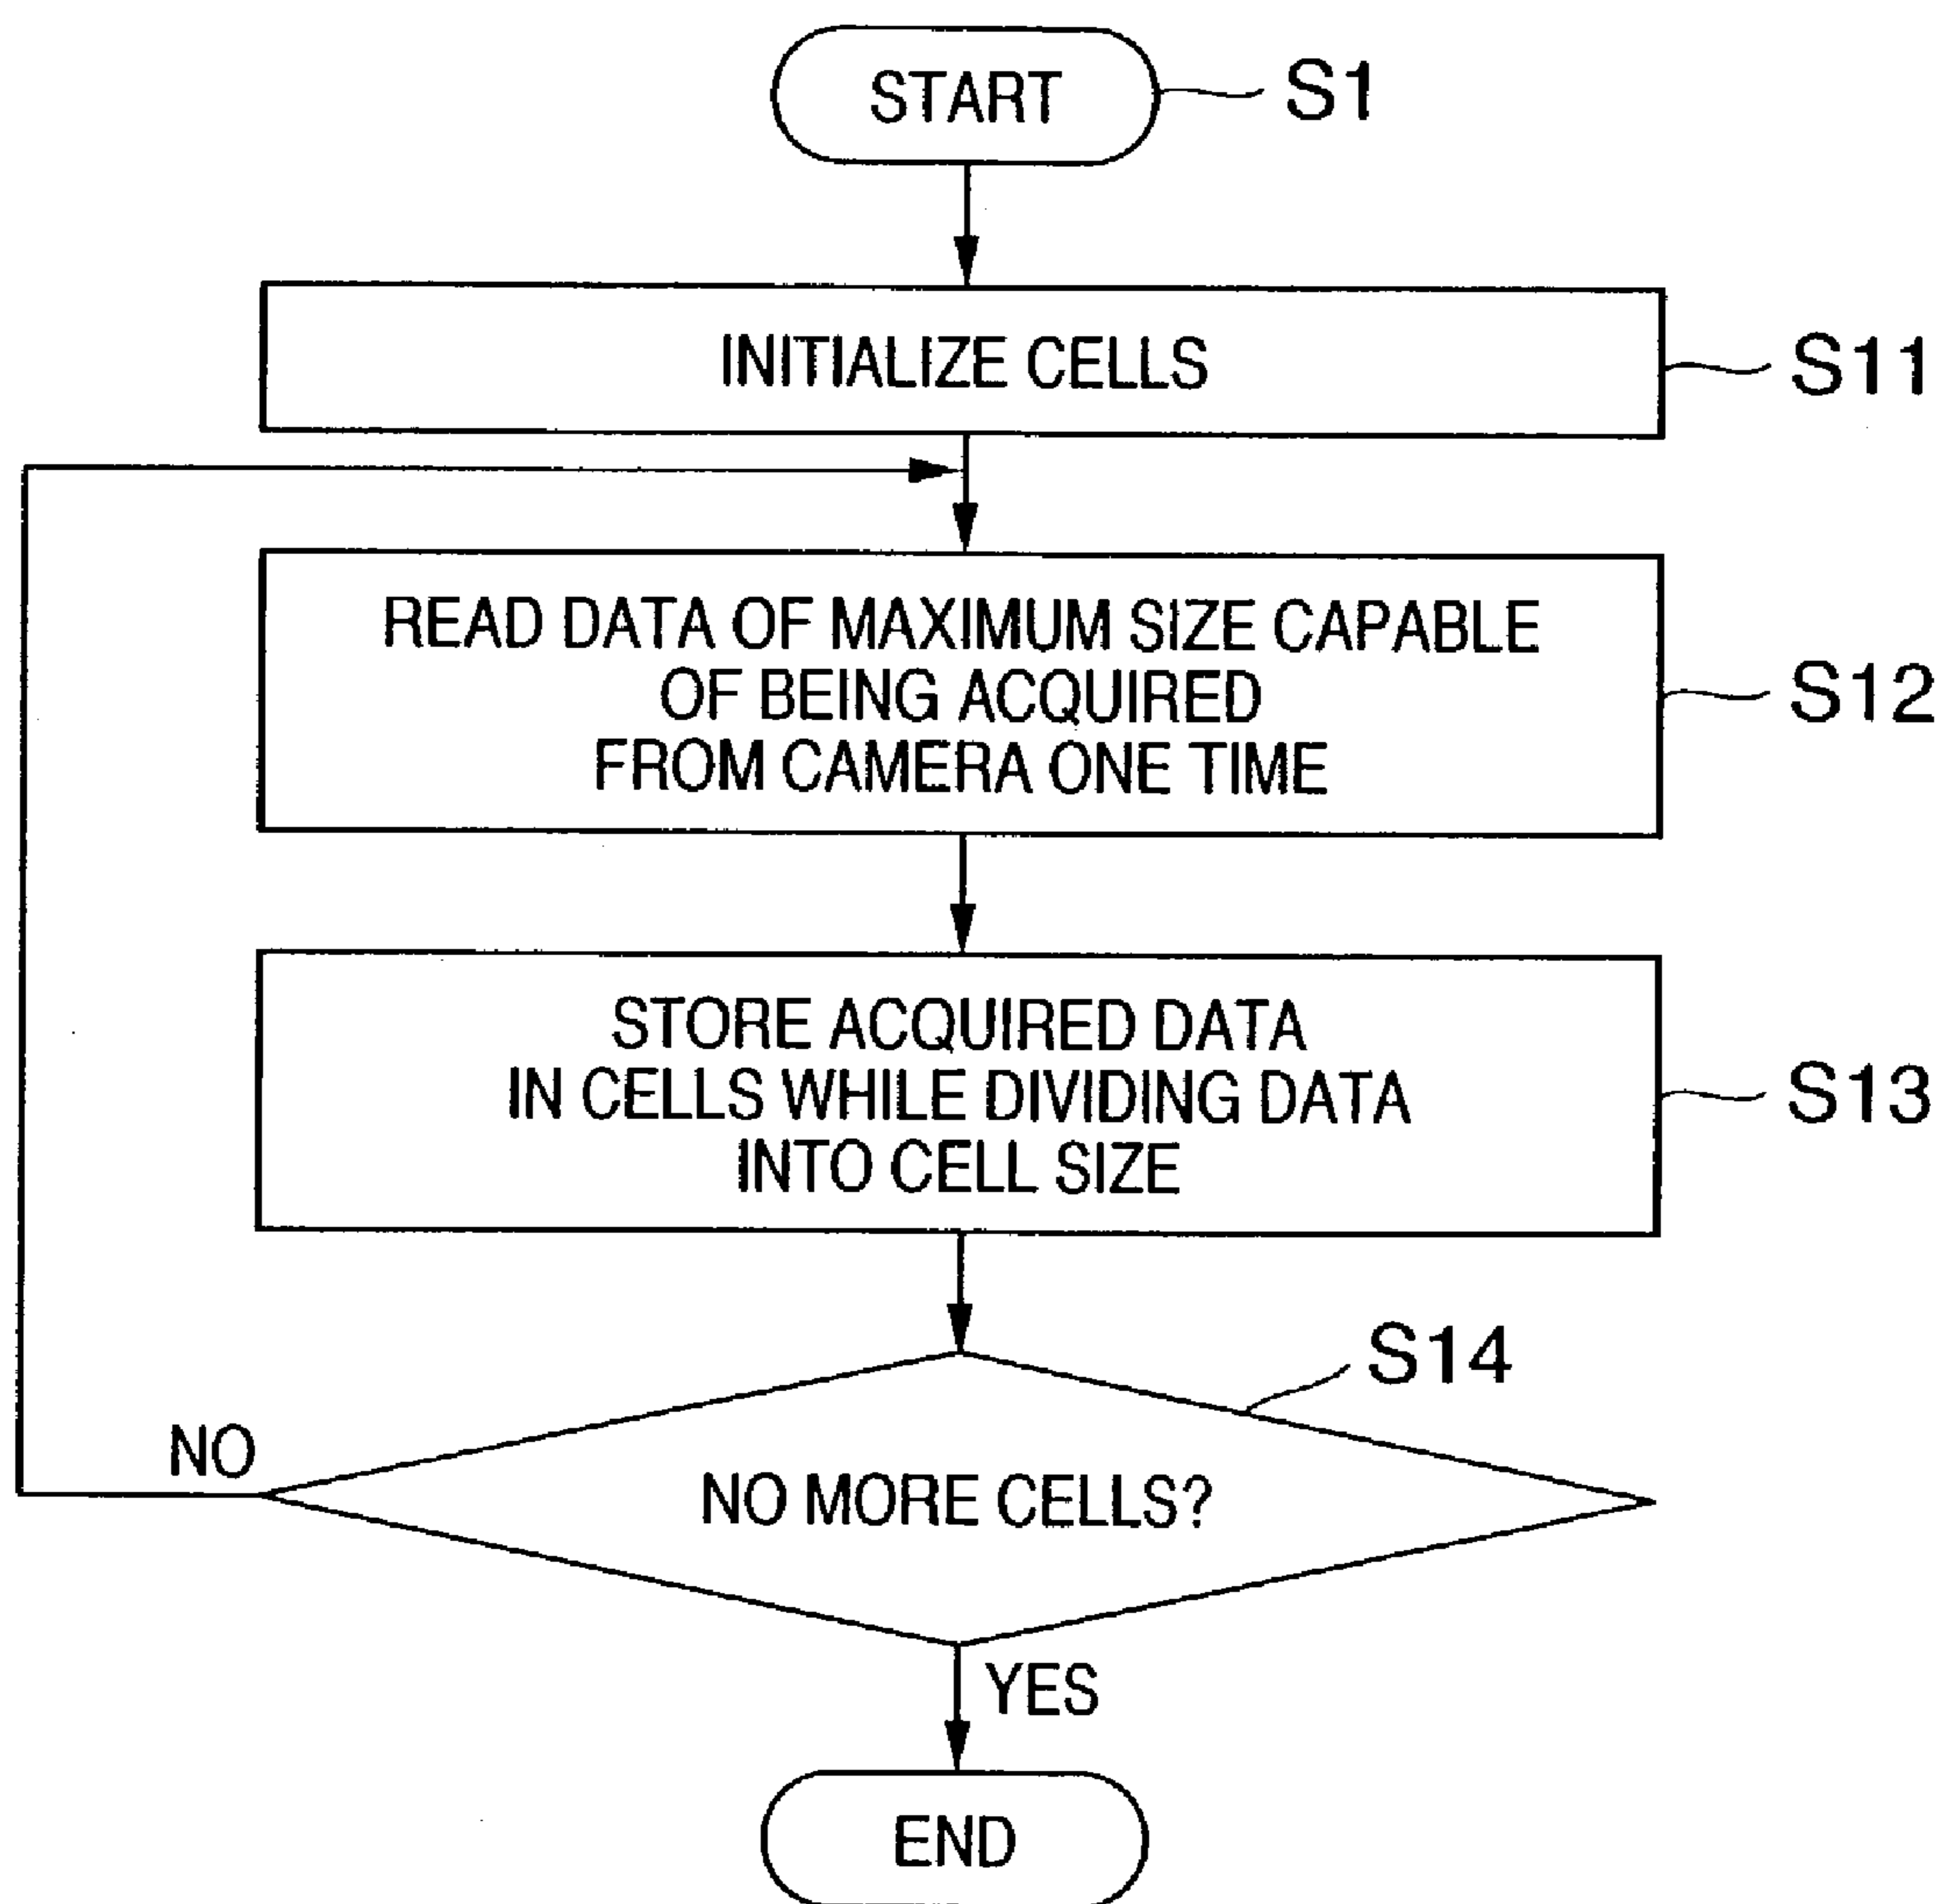 START
S1
INITIALIZE CELLS
S11
READ DATA OF MAXIMUM SIZE CAPABLE
OF BEING ACQUIRED
FROM CAMERA ONE TIME
S12
STORE ACQUIRED DATA
IN CELLS WHILE DIVIDING DATA
INTO CELL SIZE
S13
S14
NO
NO MORE CELLS?
YES
END